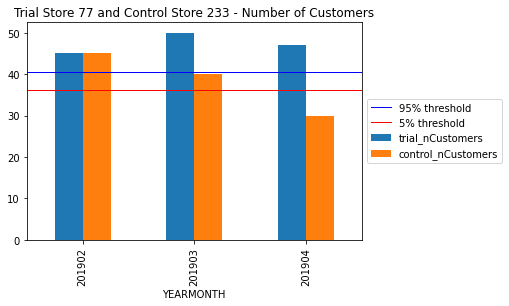 Trial Store 77 and Control Store 233 - Number of Customers
50
40
30
20
10
0
201902
201903
201904
YEARMONTH
95% threshold
5% threshold
trial_nCustomers
control_nCustomers